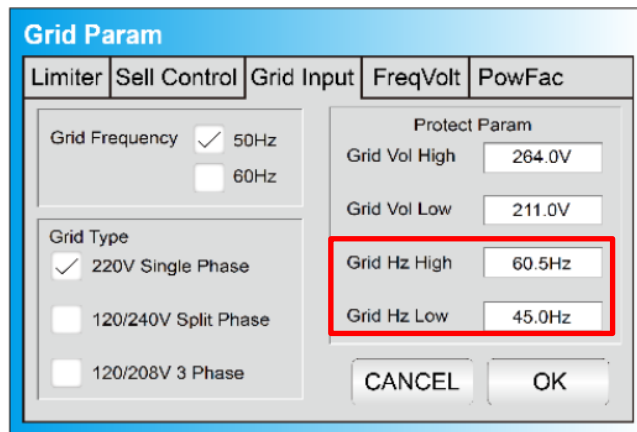 Grid Param
Limiter Sell Control Grid Input FreqVolt PowFac
Grid Frequency 50Hz
60Hz
Grid Type
220V Single Phase
120/240V Split Phase
120/208V 3 Phase
Protect Param
Grid Vol High 264.0V
Grid Vol Low 211.0V
Grid Hz High 60.5Hz
Grid Hz Low 45.0Hz
CANCEL OK